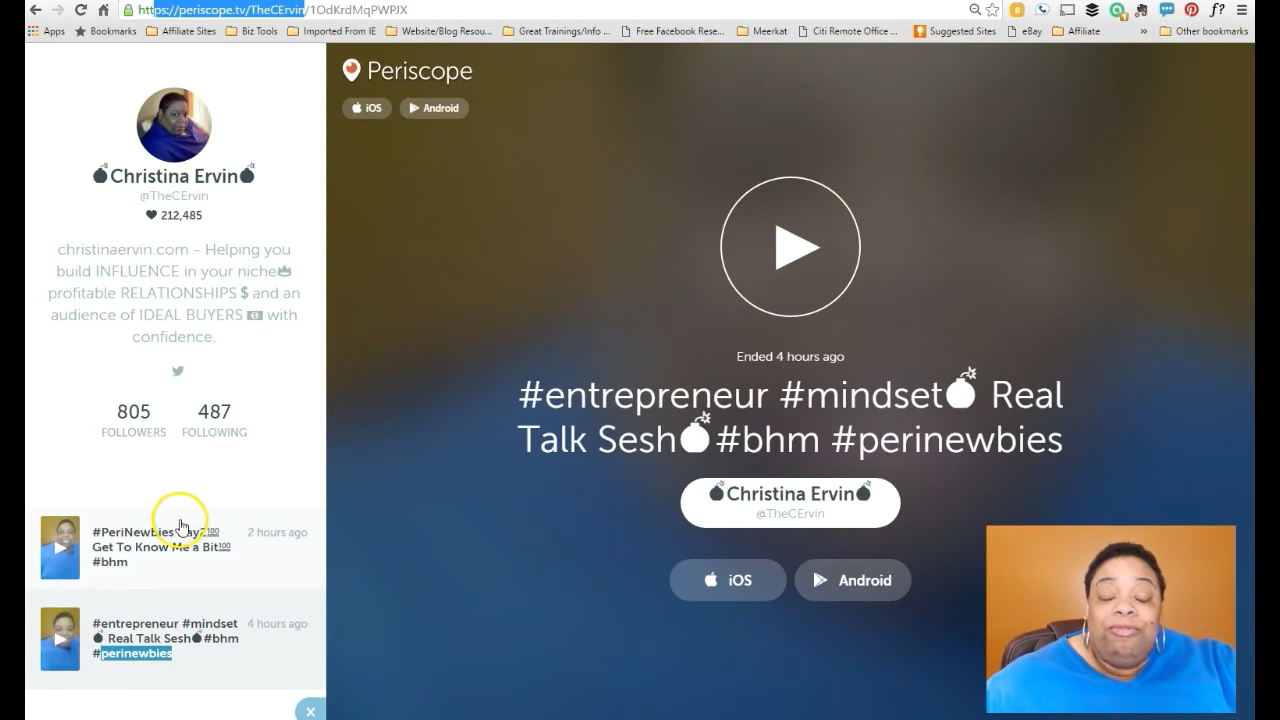 https://periscope.tv/TheCErvin/1OdKrdMqPWPJX
Apps Bookmarks Affiliate Sites Biz Tools Imported From IE Website/Blog Resou... Great Trainings/Info ... Free Facebook Rese... Meerkat Citi Remote Office ... Suggested Sites eBay Affiliate » Other bookmarks
Periscope
iOS Android
💣Christina Ervin💣
@TheCErvin
212,485
christinaervin.com - Helping you
build INFLUENCE in your niche
profitable RELATIONSHIPS $ and an
audience of IDEAL BUYERS with
confidence.
805 487
FOLLOWERS FOLLOWING
#PeriNewbies 2 hours ago
Get To Know Me a Bit💯
#bhm
#entrepreneur #mindset 4 hours ago
💣 Real Talk Sesh💣#bhm
#perinewbies
Ended 4 hours ago
#entrepreneur #mindset💣 Real
Talk Sesh💣#bhm #perinewbies
💣Christina Ervin💣
@TheCErvin
iOS Android